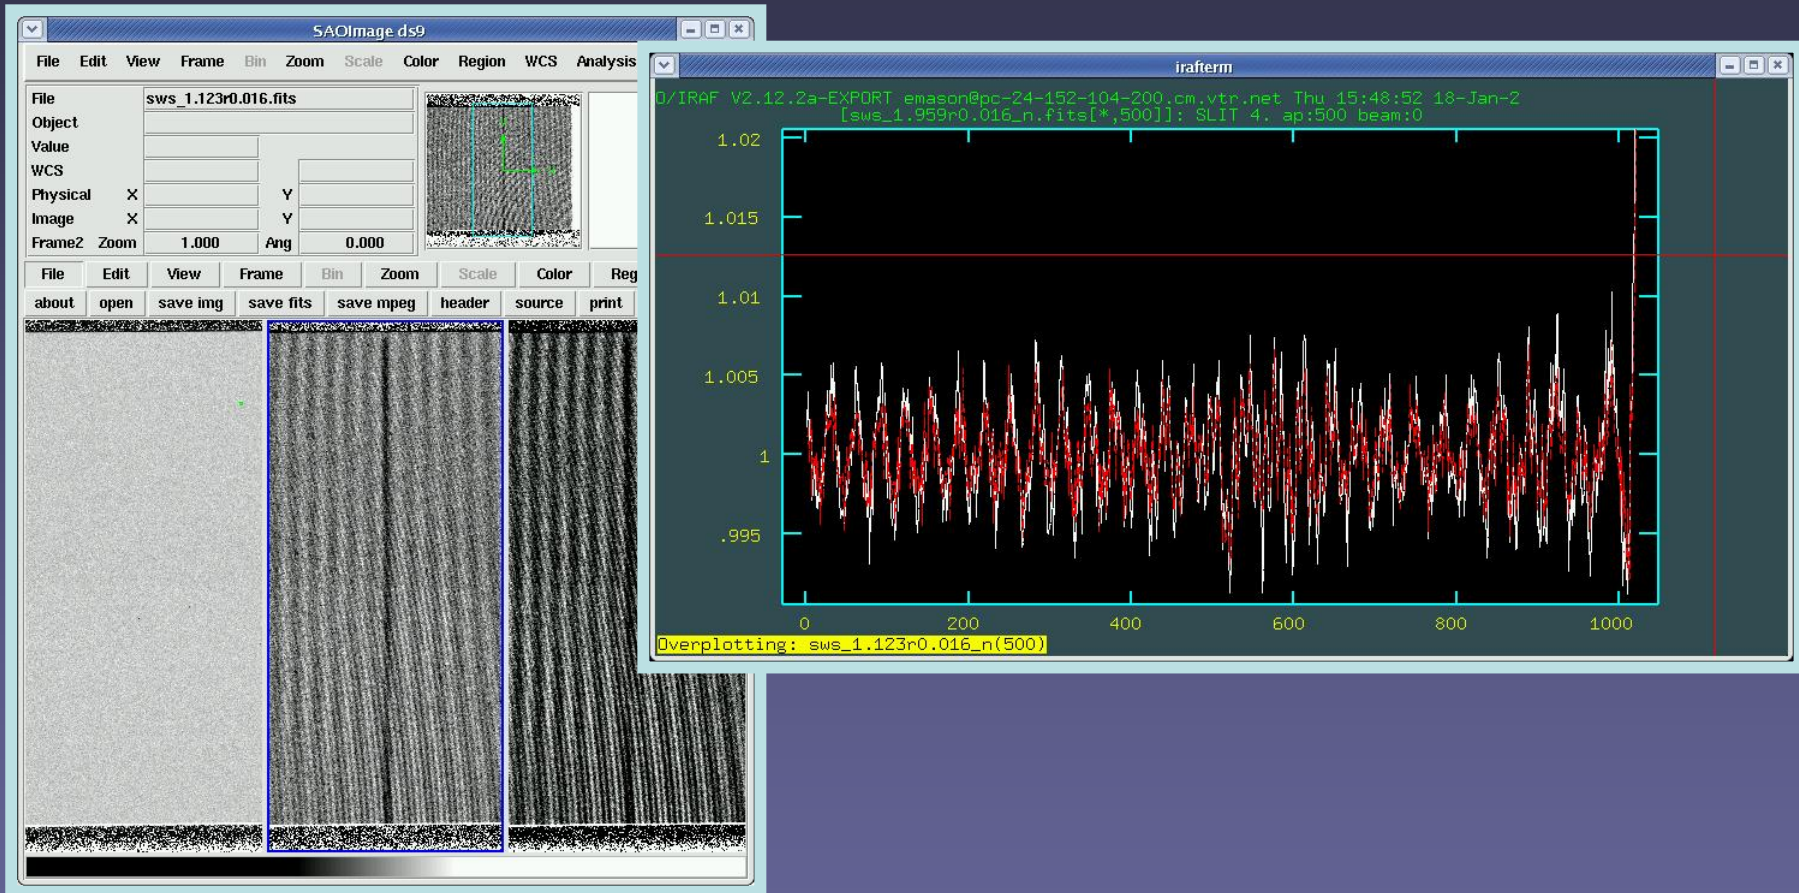 SAOImage ds9
File Edit View Frame Bin Zoom Scale Color Region WCS Analysis
File sws_1.123r0.016.fits
Object
Value
WCS
Physical X Y
Image X Y
Frame2 Zoom 1.000 Ang 0.000
File Edit View Frame Bin Zoom Scale Color Reg
about open save img save fits save mpeg header source print
irafterm
O/IRAF V2.12.2a-EXPORT emason@pc-24-152-104-200.cm.vtr.net Thu 15:48:52 18-Jan-2
[sws_1.959r0.016_n.fits[*,500]]: SLIT 4. ap:500 beam:0
1.02
1.015
1.01
1.005
1
.995
0 200 400 600 800 1000
Overplotting: sws_1.123r0.016_n(500)